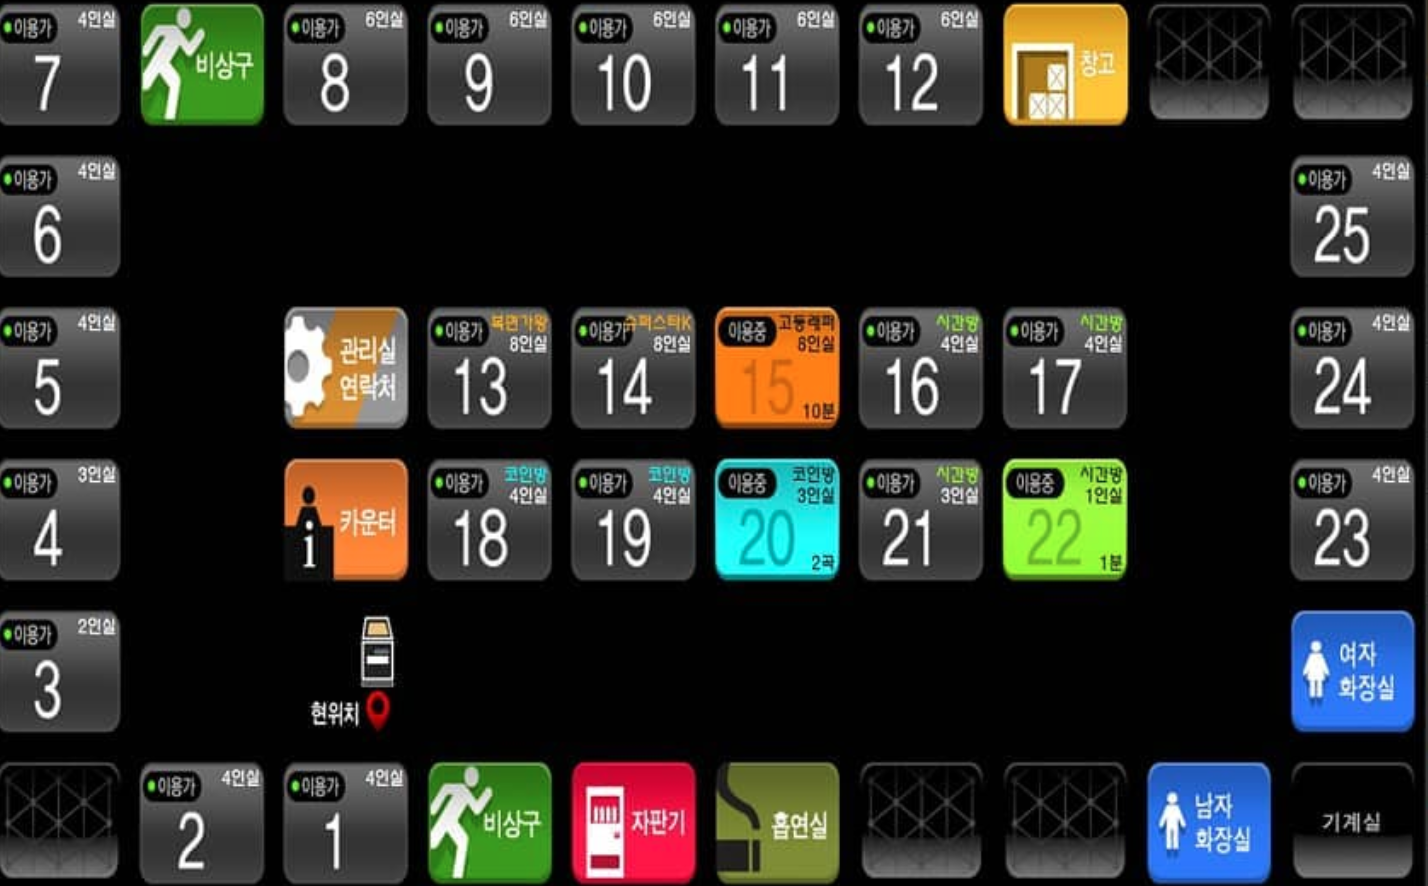 이용가 4인실
7
비상구
이용가 6인실
8
이용가 6인실
9
이용가 6인실
10
이용가 6인실
11
이용가 6인실
12
창고
이용가 4인실
6
이용가 4인실
25
이용가 4인실
5
관리실
연락처
이용가 복면가왕
8인실
13
이용가 슈퍼스타K
8인실
14
이용중 고등래퍼
8인실
15
10분
이용가 시간방
4인실
16
이용가 시간방
4인실
17
이용가 4인실
24
이용가 3인실
4
i 카운터
이용가 코인방
4인실
18
이용가 코인방
4인실
19
이용중 코인방
3인실
20
2곡
이용가 시간방
3인실
21
이용중 시간방
1인실
22
1분
이용가 4인실
23
이용가 2인실
3
현위치
여자
화장실
이용가 4인실
2
이용가 4인실
1
비상구
자판기
흡연실
남자
화장실
기계실